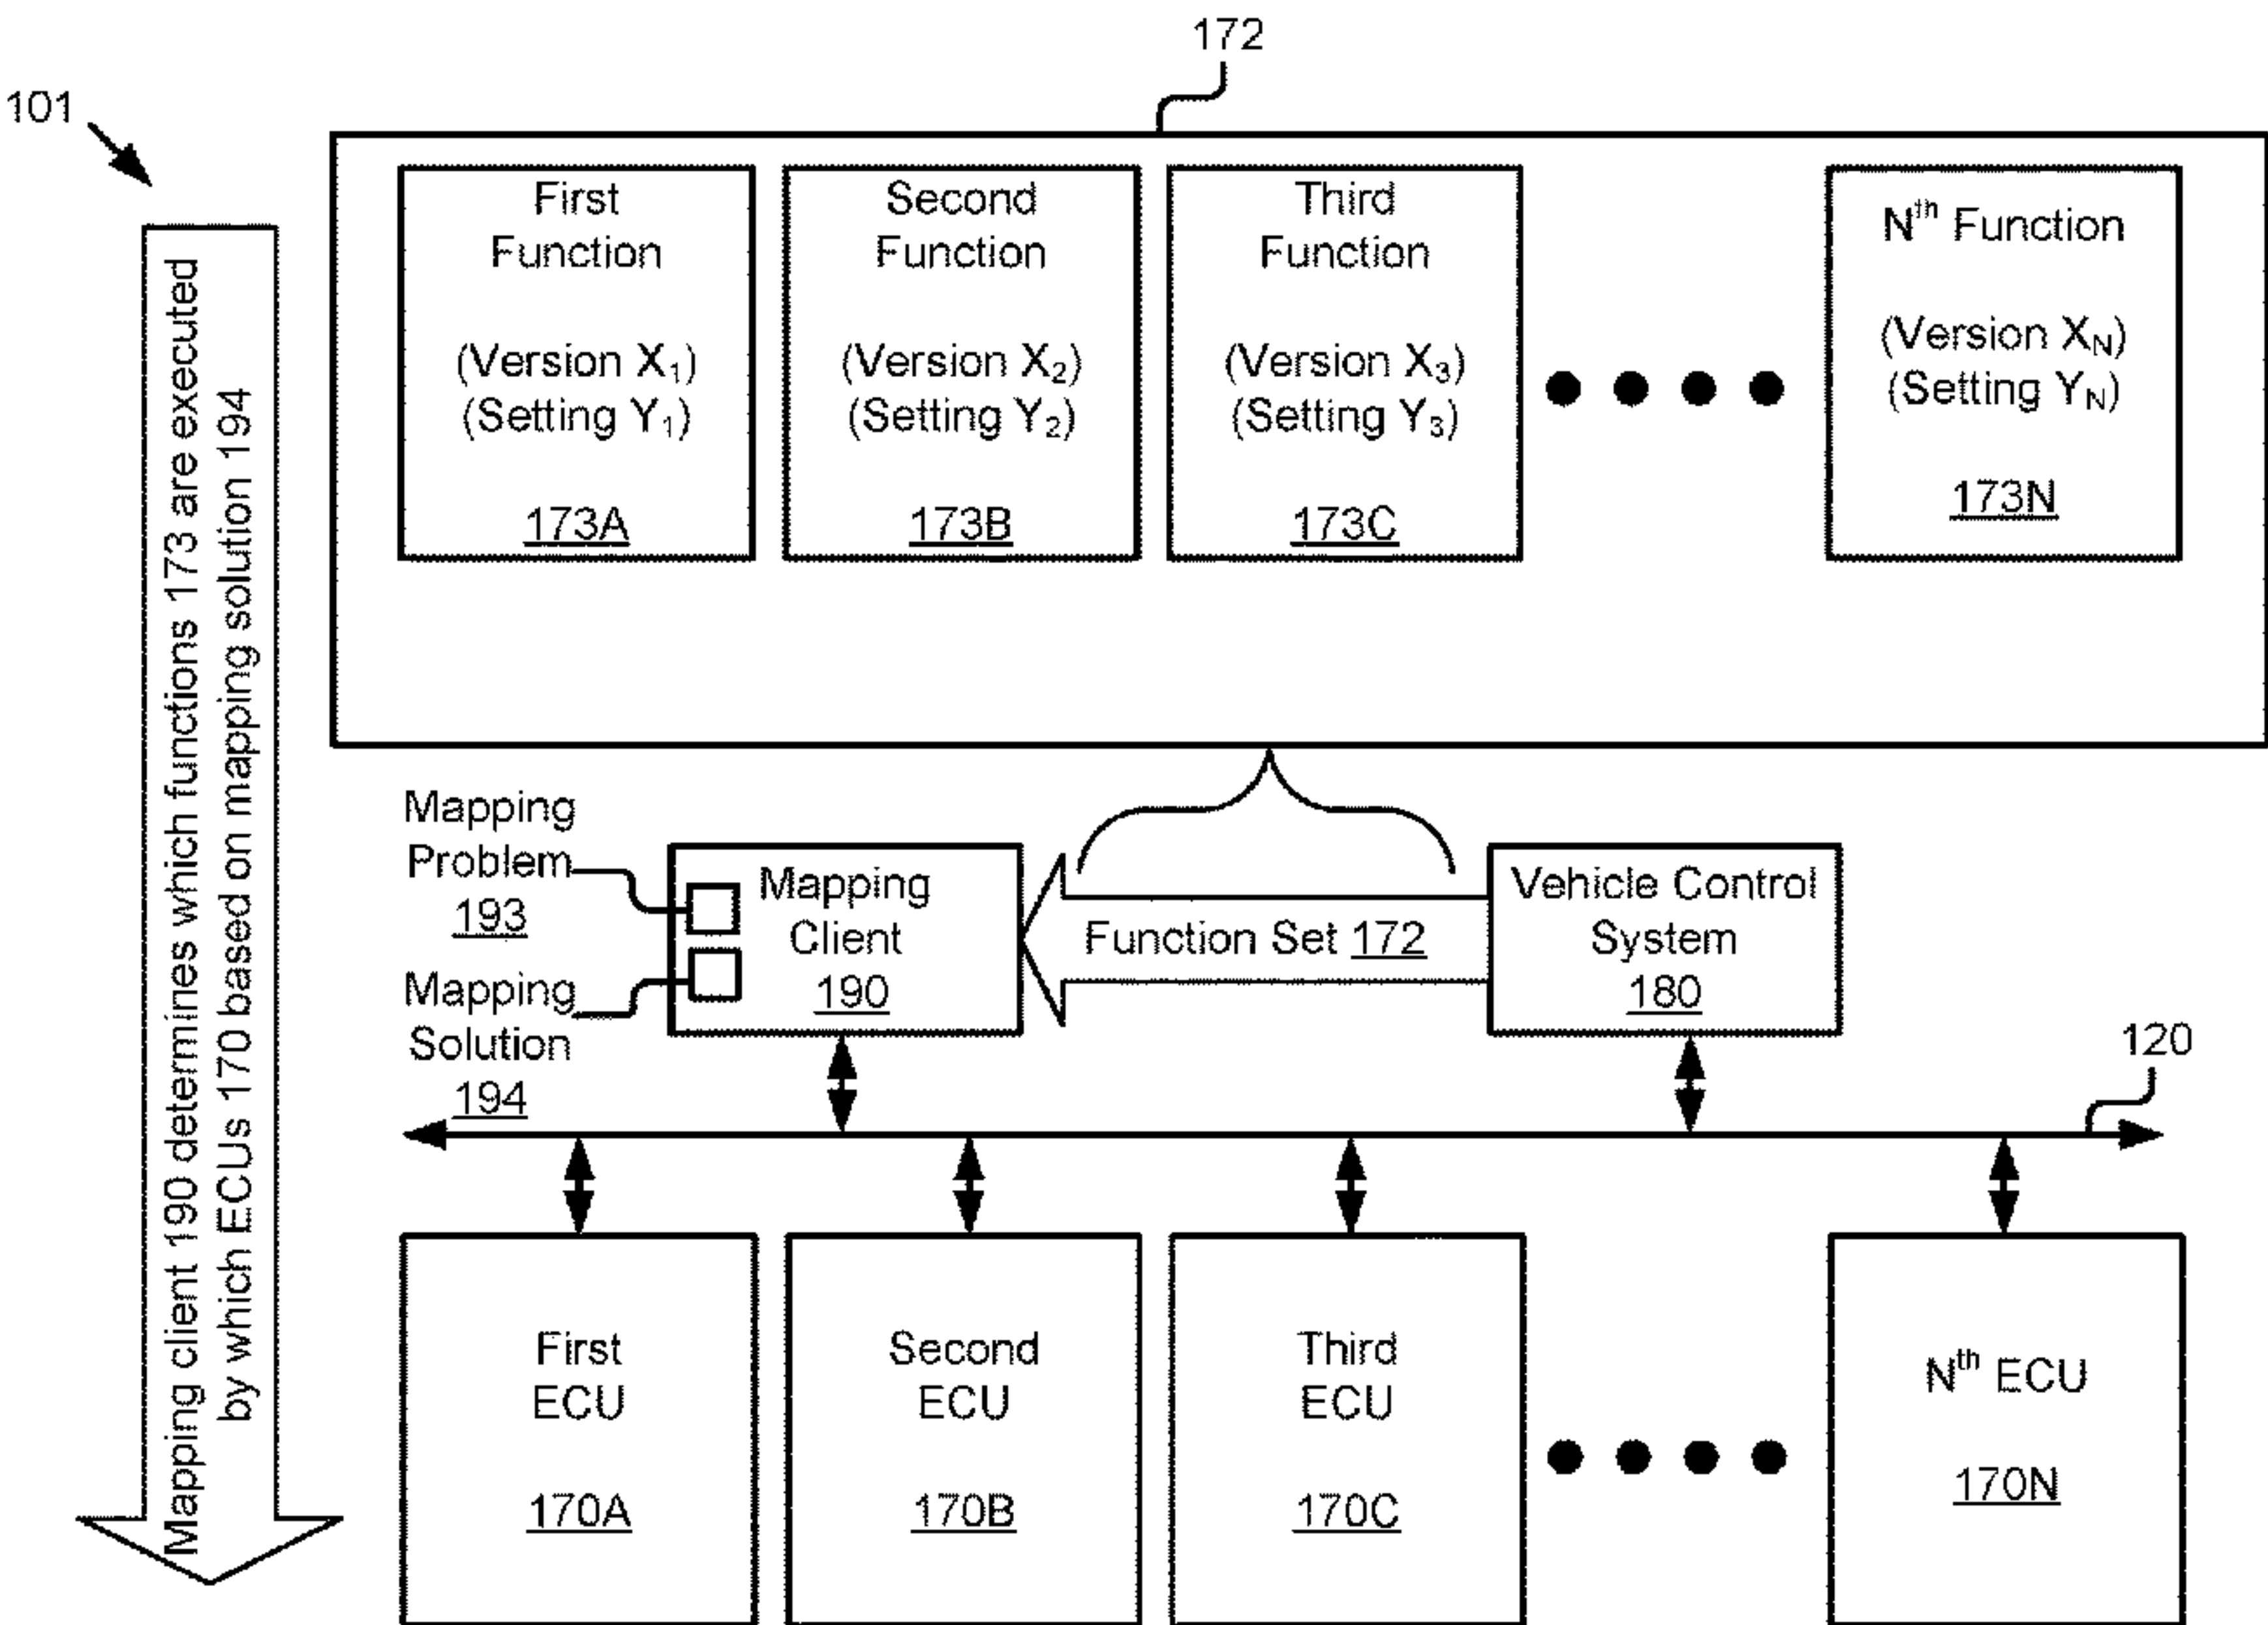 172
101
Mapping client 190 determines which functions 173 are executed
by which ECUs 170 based on mapping solution 194
First
Function
(Version X₁)
(Setting Y₁)
173A
Second
Function
(Version X₂)
(Setting Y₂)
173B
Third
Function
(Version X₃)
(Setting Y₃)
173C
Nᵗʰ Function
(Version X_N)
(Setting Y_N)
173N
Mapping
Problem
193
Mapping
Solution
194
Mapping
Client
190
Function Set 172
Vehicle Control
System
180
120
First
ECU
170A
Second
ECU
170B
Third
ECU
170C
Nᵗʰ ECU
170N